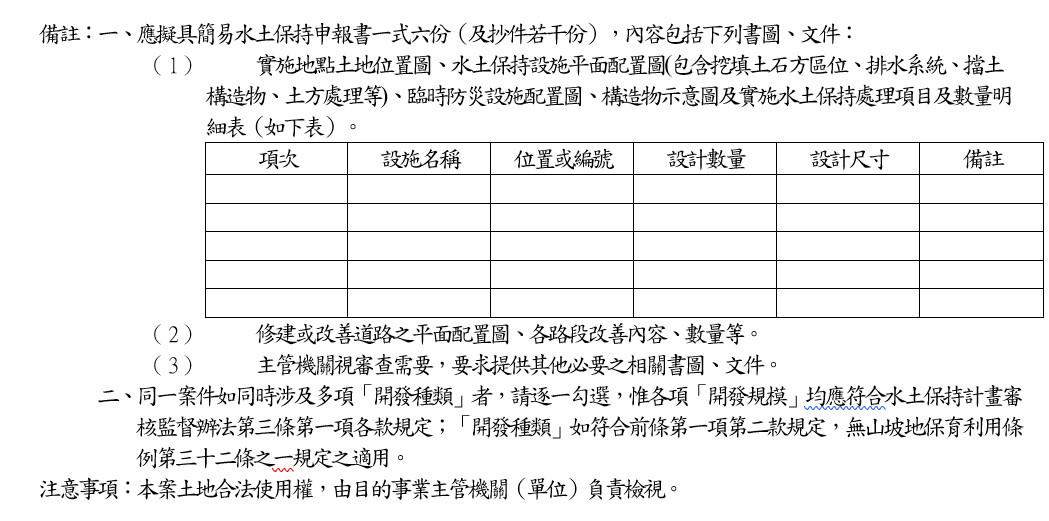 備註：一、應擬具簡易水土保持申報書一式六份（及抄件若干份），內容包括下列書圖、文件：
（1） 實施地點土地位置圖、水土保持設施平面配置圖(包含挖填土石方區位、排水系統、擋土
構造物、土方處理等)、臨時防災設施配置圖、構造物示意圖及實施水土保持處理項目及數量明
細表（如下表）。
項次 設施名稱 位置或編號 設計數量 設計尺寸 備註
（2） 修建或改善道路之平面配置圖、各路段改善內容、數量等。
（3） 主管機關視審查需要，要求提供其他必要之相關書圖、文件。
二、同一案件如同時涉及多項「開發種類」者，請逐一勾選，惟各項「開發規模」均應符合水土保持計畫審
核監督辦法第三條第一項各款規定；「開發種類」如符合前條第一項第二款規定，無山坡地保育利用條
例第三十二條之一規定之適用。
注意事項：本案土地合法使用權，由目的事業主管機關（單位）負責檢視。